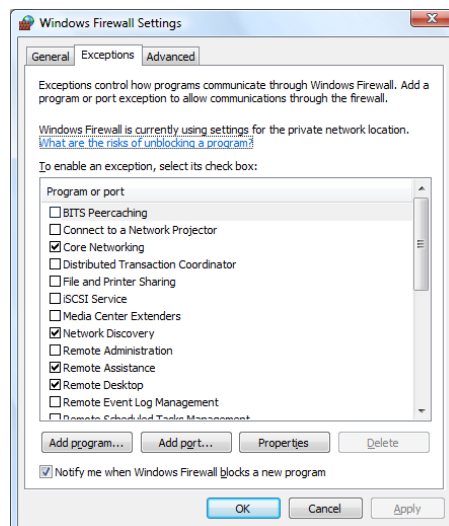 Windows Firewall Settings
General Exceptions Advanced
Exceptions control how programs communicate through Windows Firewall. Add a
program or port exception to allow communications through the firewall.
Windows Firewall is currently using settings for the private network location.
What are the risks of unblocking a program?
To enable an exception, select its check box:
Program or port
BITS Peercaching
Connect to a Network Projector
Core Networking
Distributed Transaction Coordinator
File and Printer Sharing
iSCSI Service
Media Center Extenders
Network Discovery
Remote Administration
Remote Assistance
Remote Desktop
Remote Event Log Management
Remote Scheduled Tasks Management
Add program... Add port... Properties Delete
Notify me when Windows Firewall blocks a new program
OK Cancel Apply